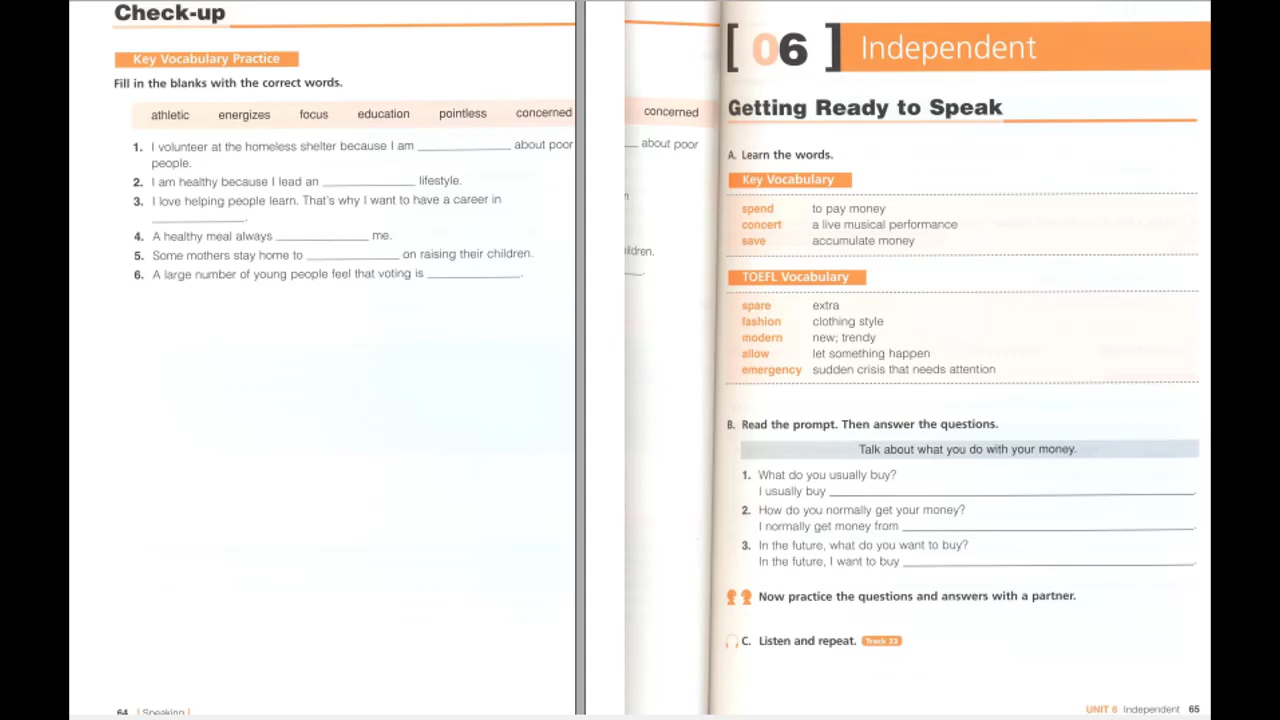 Check-up
Key Vocabulary Practice
Fill in the blanks with the correct words.
athletic energizes focus education pointless concerned
1. I volunteer at the homeless shelter because I am ____________ about poor
people.
2. I am healthy because I lead an ____________ lifestyle.
3. I love helping people learn. That's why I want to have a career in
____________.
4. A healthy meal always ____________ me.
5. Some mothers stay home to ____________ on raising their children.
6. A large number of young people feel that voting is ____________.
64 | Speaking |
concerned
about poor
ildren.
[ 06 ] Independent
Getting Ready to Speak
A. Learn the words.
Key Vocabulary
spend to pay money
concert a live musical performance
save accumulate money
TOEFL Vocabulary
spare extra
fashion clothing style
modern new; trendy
allow let something happen
emergency sudden crisis that needs attention
B. Read the prompt. Then answer the questions.
Talk about what you do with your money.
1. What do you usually buy?
I usually buy ____________.
2. How do you normally get your money?
I normally get money from ____________.
3. In the future, what do you want to buy?
In the future, I want to buy ____________.
Now practice the questions and answers with a partner.
C. Listen and repeat. Track 33
UNIT 6 Independent 65